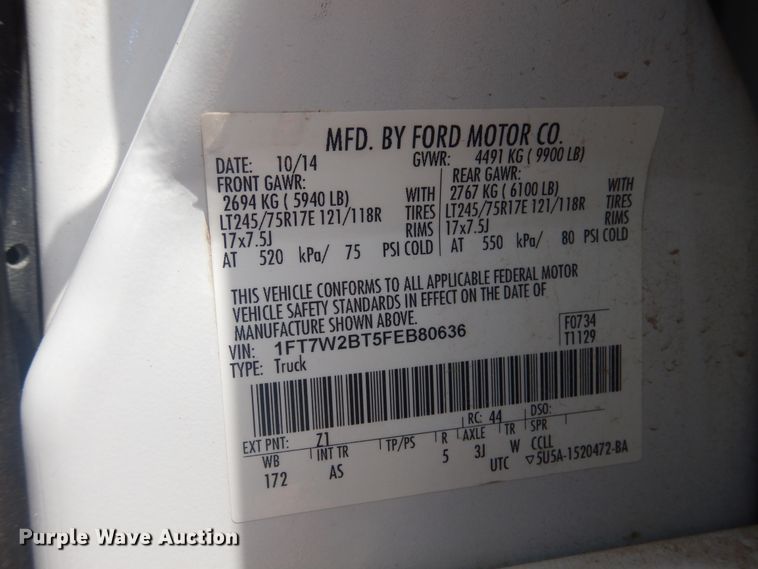 MFD. BY FORD MOTOR CO.
DATE: 10/14 GVWR: 4491 KG ( 9900 LB)
FRONT GAWR: REAR GAWR:
2694 KG ( 5940 LB) WITH 2767 KG ( 6100 LB) WITH
LT245/75R17E 121/118R TIRES LT245/75R17E 121/118R TIRES
17x7.5J RIMS 17x7.5J RIMS
AT 520 kPa/ 75 PSI COLD AT 550 kPa/ 80 PSI COLD
THIS VEHICLE CONFORMS TO ALL APPLICABLE FEDERAL MOTOR
VEHICLE SAFETY STANDARDS IN EFFECT ON THE DATE OF
MANUFACTURE SHOWN ABOVE.
VIN: 1FT7W2BT5FEB80636
TYPE: Truck
F0734
T1129
EXT PNT: Z1 RC: 44 DSO:
WB INT TR TP/PS R AXLE TR SPR
172 AS 5 3J W CCLL
UTC ▽5U5A-1520472-BA
Purple Wave Auction